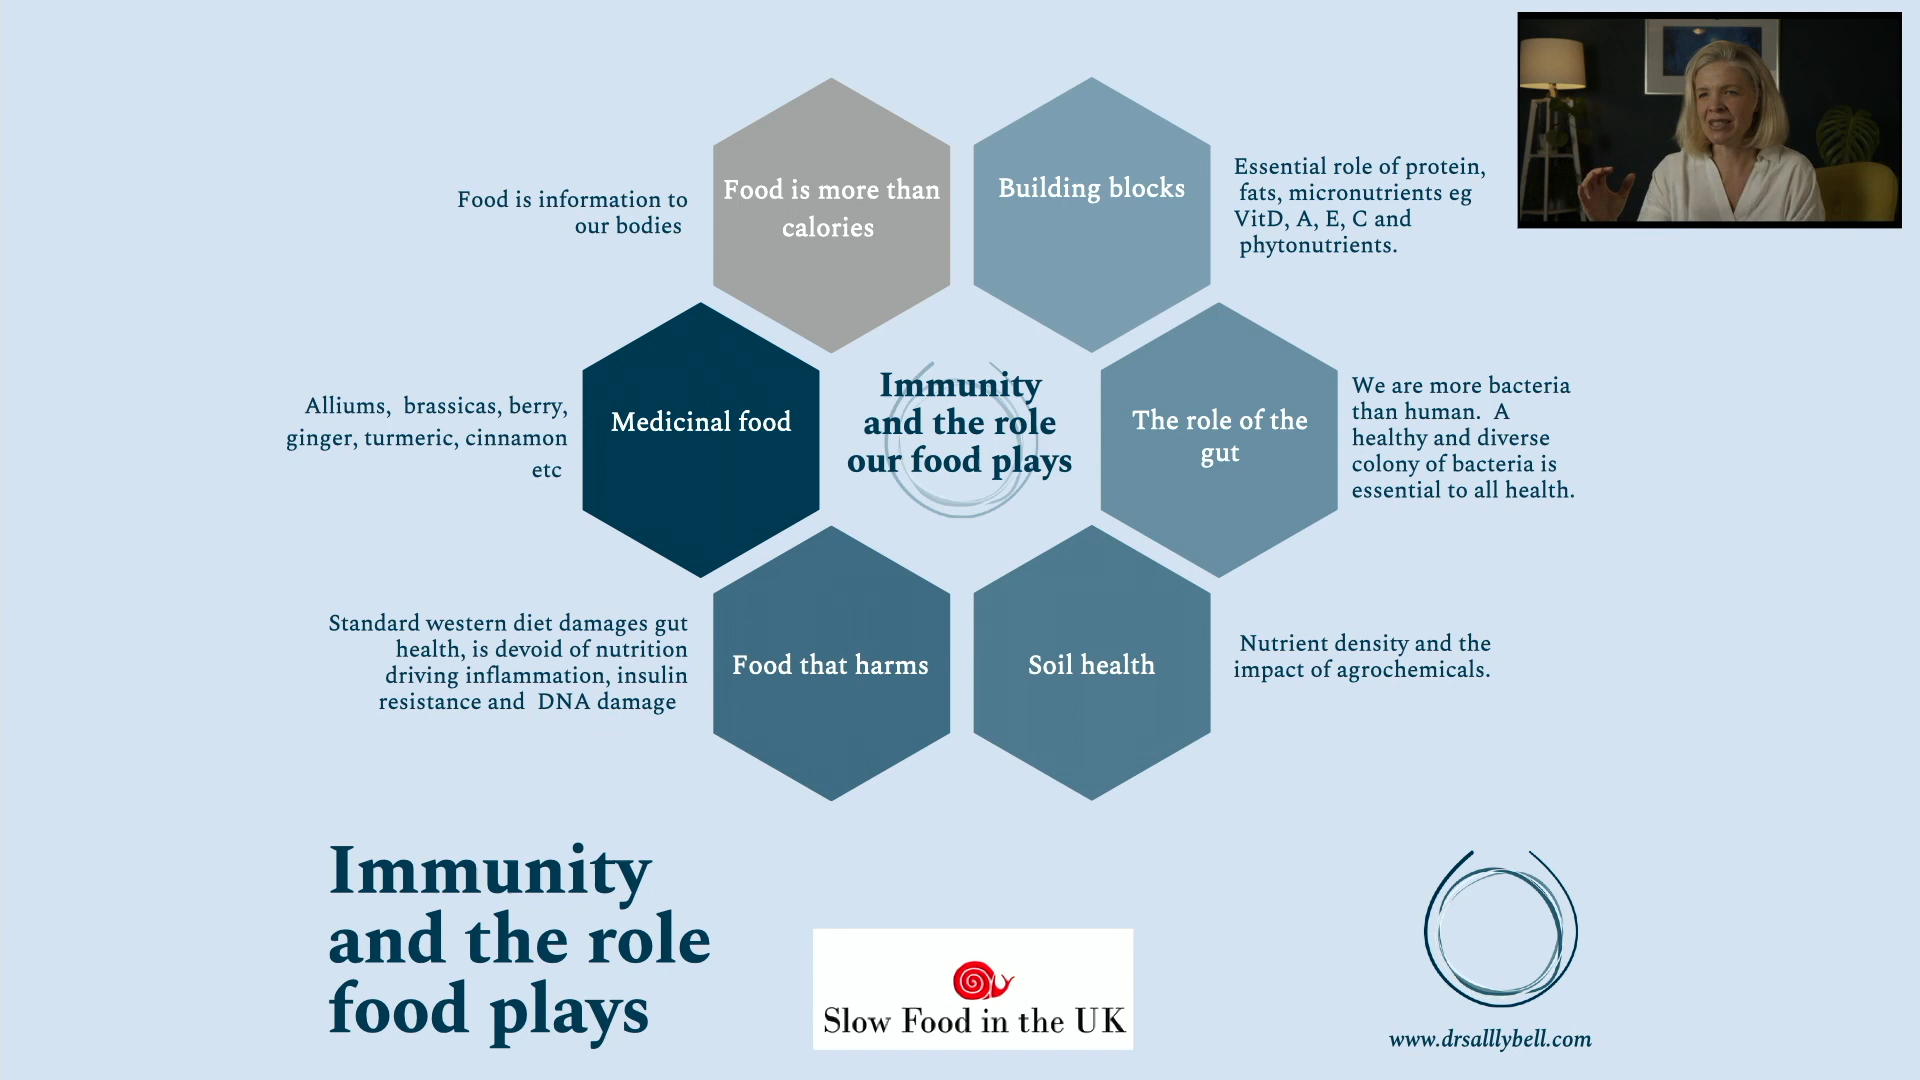 Food is more than
calories
Food is information to
our bodies
Building blocks
Essential role of protein,
fats, micronutrients eg
VitD, A, E, C and
phytonutrients.
Medicinal food
Alliums, brassicas, berry,
ginger, turmeric, cinnamon
etc
Immunity
and the role
our food plays
The role of the
gut
We are more bacteria
than human. A
healthy and diverse
colony of bacteria is
essential to all health.
Food that harms
Standard western diet damages gut
health, is devoid of nutrition
driving inflammation, insulin
resistance and DNA damage
Soil health
Nutrient density and the
impact of agrochemicals.
Immunity
and the role
food plays
Slow Food in the UK
www.drsalllybell.com